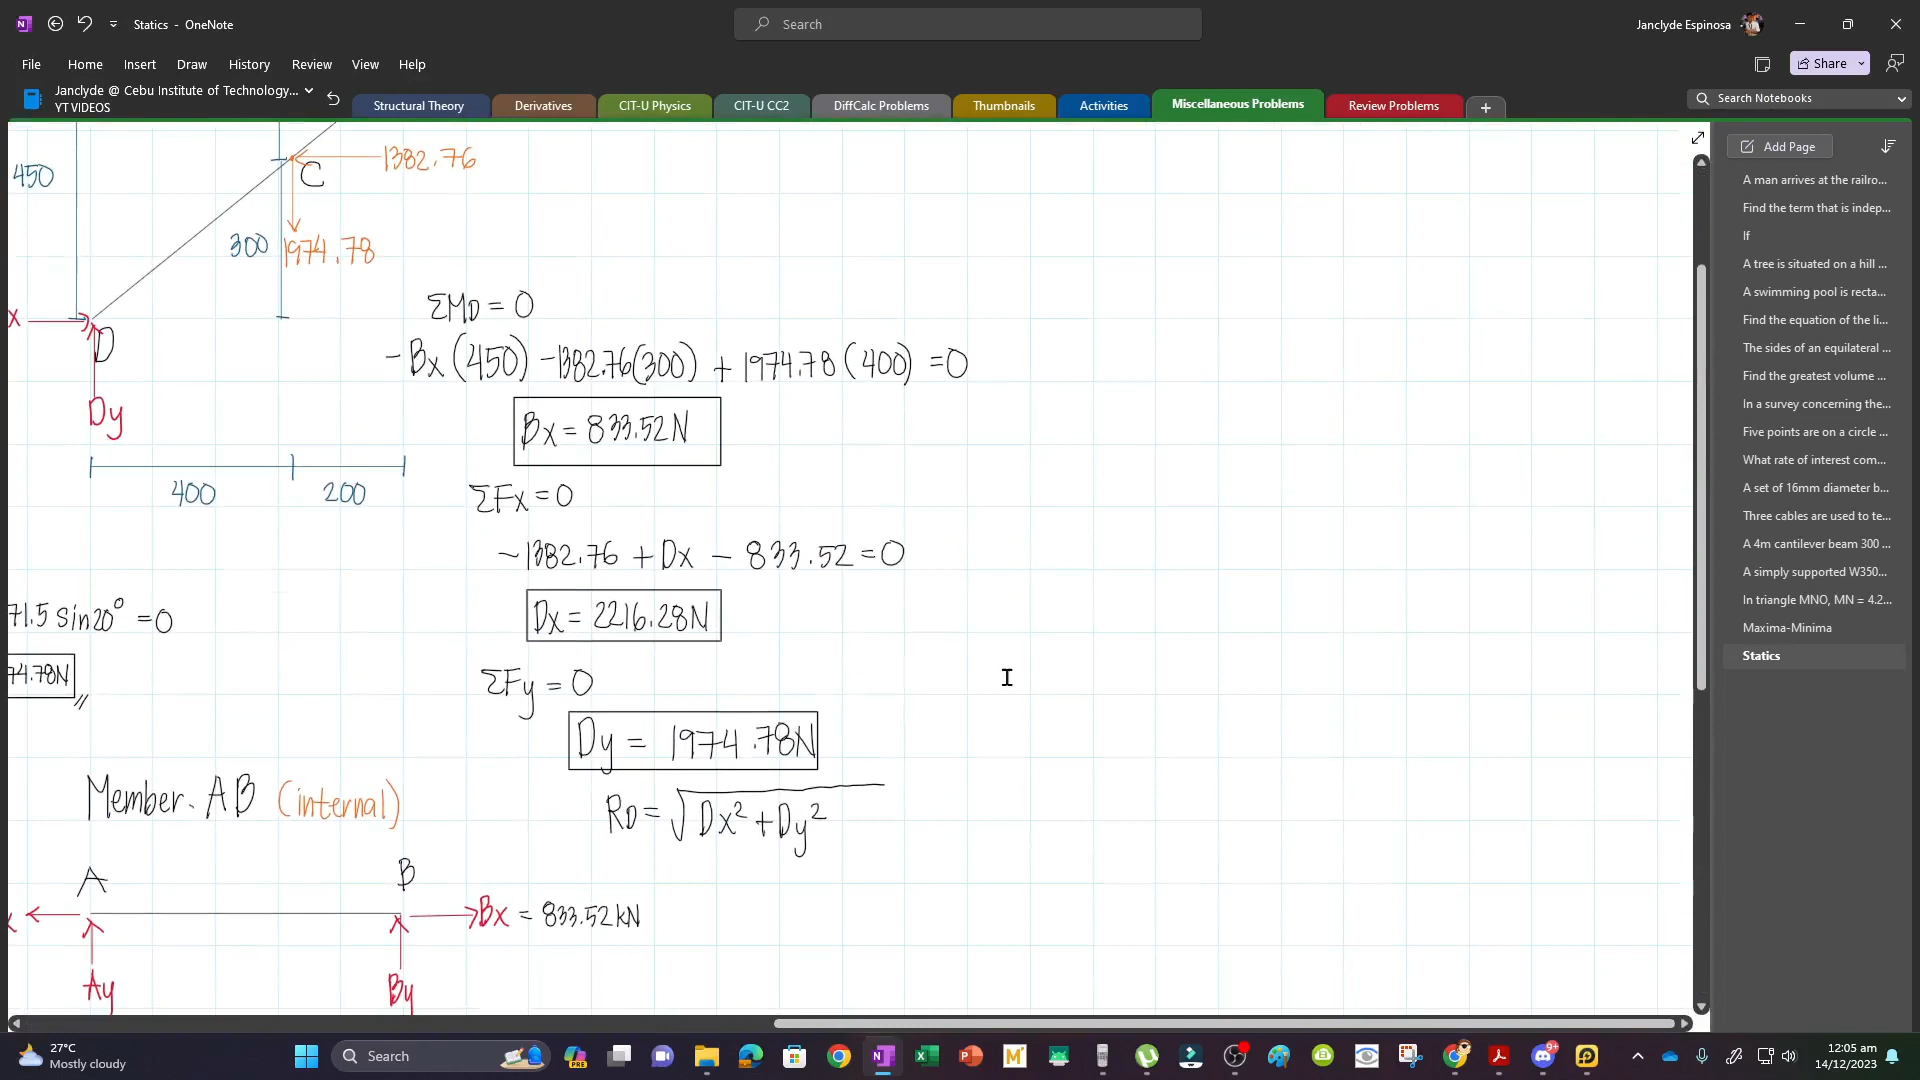 Statics - OneNote
Search
Janclyde Espinosa
File Home Insert Draw History Review View Help
Share
Janclyde @ Cebu Institute of Technology...
YT VIDEOS
Structural Theory
Derivatives
CIT-U Physics
CIT-U CC2
DiffCalc Problems
Thumbnails
Activities
Miscellaneous Problems
Review Problems
+
Search Notebooks
Add Page
A man arrives at the railro...
Find the term that is indep...
If
A tree is situated on a hill ...
A swimming pool is recta...
Find the equation of the li...
The sides of an equilateral ...
Find the greatest volume ...
In a survey concerning the...
Five points are on a circle ...
What rate of interest com...
A set of 16mm diameter b...
Three cables are used to te...
A 4m cantilever beam 300 ...
A simply supported W350...
In triangle MNO, MN = 4.2...
Maxima-Minima
Statics
450
C
1382.76
300
1974.78
x
D
Dy
400
200
ΣMD = 0
-Bx (450) -1382.76(300) + 1974.78 (400) = 0
Bx = 833.52N
ΣFx = 0
-1382.76 + Dx - 833.52 = 0
Dx = 2216.28N
ΣFy = 0
Dy = 1974.78N
RD = √Dx² + Dy²
71.5 sin20° = 0
74.78N
Member AB (internal)
A
B
x
Bx = 833.52kN
Ay
By
27°C
Mostly cloudy
Search
PRE
9+
12:05 am
14/12/2023